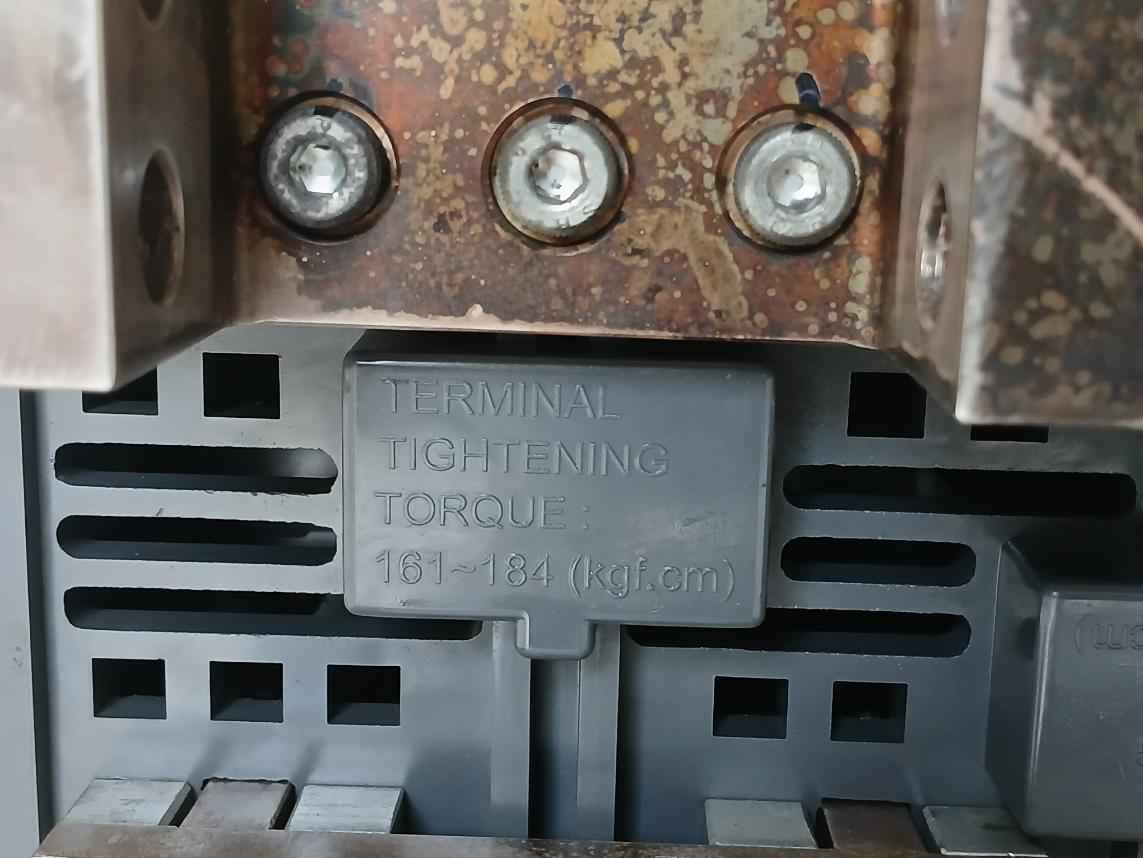 TERMINAL
TIGHTENING
TORQUE :
161~184 (kgf.cm)